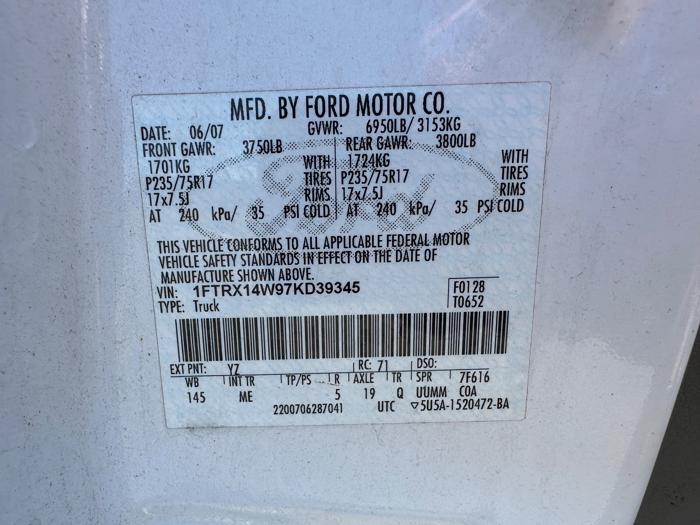 MFD. BY FORD MOTOR CO.
DATE: 06/07 GVWR: 6950LB/ 3153KG
FRONT GAWR: 3750LB REAR GAWR: 3800LB
1701KG WITH 1724KG WITH
P235/75R17 TIRES P235/75R17 TIRES
17x7.5J RIMS 17x7.5J RIMS
AT 240 kPa/ 35 PSI COLD AT 240 kPa/ 35 PSI COLD
Ford
THIS VEHICLE CONFORMS TO ALL APPLICABLE FEDERAL MOTOR
VEHICLE SAFETY STANDARDS IN EFFECT ON THE DATE OF
MANUFACTURE SHOWN ABOVE.
VIN: 1FTRX14W97KD39345 F0128
TYPE: Truck T0652
EXT PNT: YZ RC: 71 DSO:
WB INT TR TP/PS R AXLE TR SPR 7F616
145 ME 5 19 Q UUMM COA
2200706287041 UTC ▽5U5A-1520472-BA